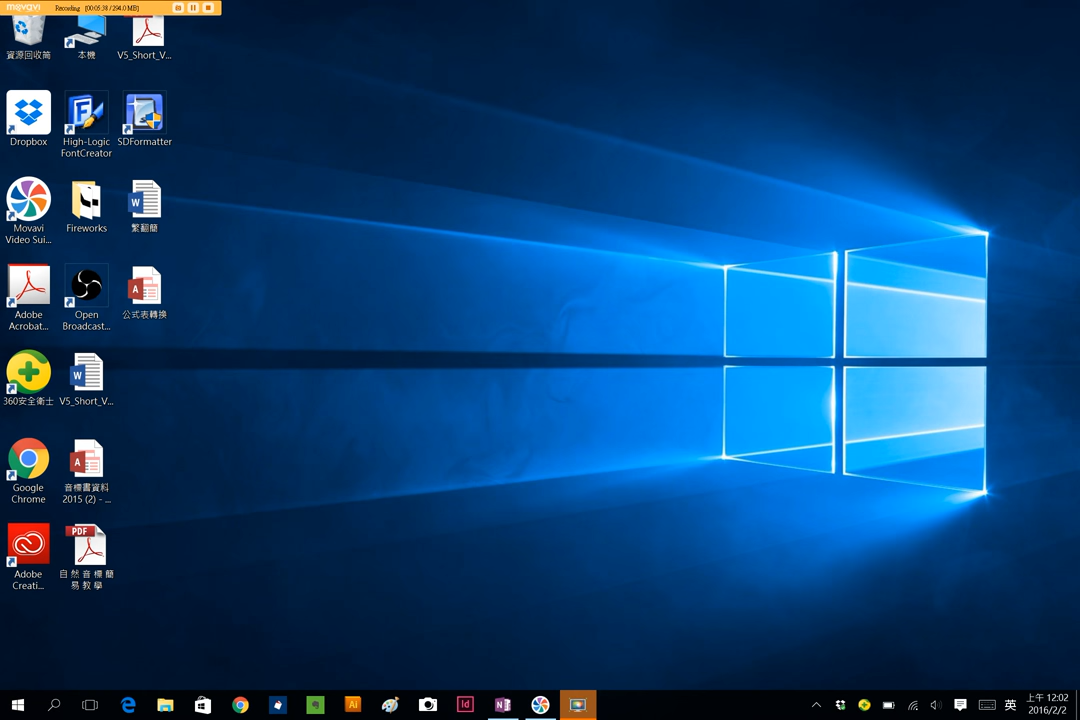 movavi Recording [00:05:38 / 294.0 MB]
資源回收筒
本機
V5_Short_V...
Dropbox
High-Logic
FontCreator
SDFormatter
Movavi
Video Sui...
Fireworks
繁翻簡
Adobe
Acrobat...
Open
Broadcast...
公式表轉換
360安全衛士
V5_Short_V...
Google
Chrome
音標書資料
2015 (2) - ...
Adobe
Creati...
PDF
自 然 音 標 簡
易 教 學
Ai
Id
N
英
上午 12:02
2016/2/2